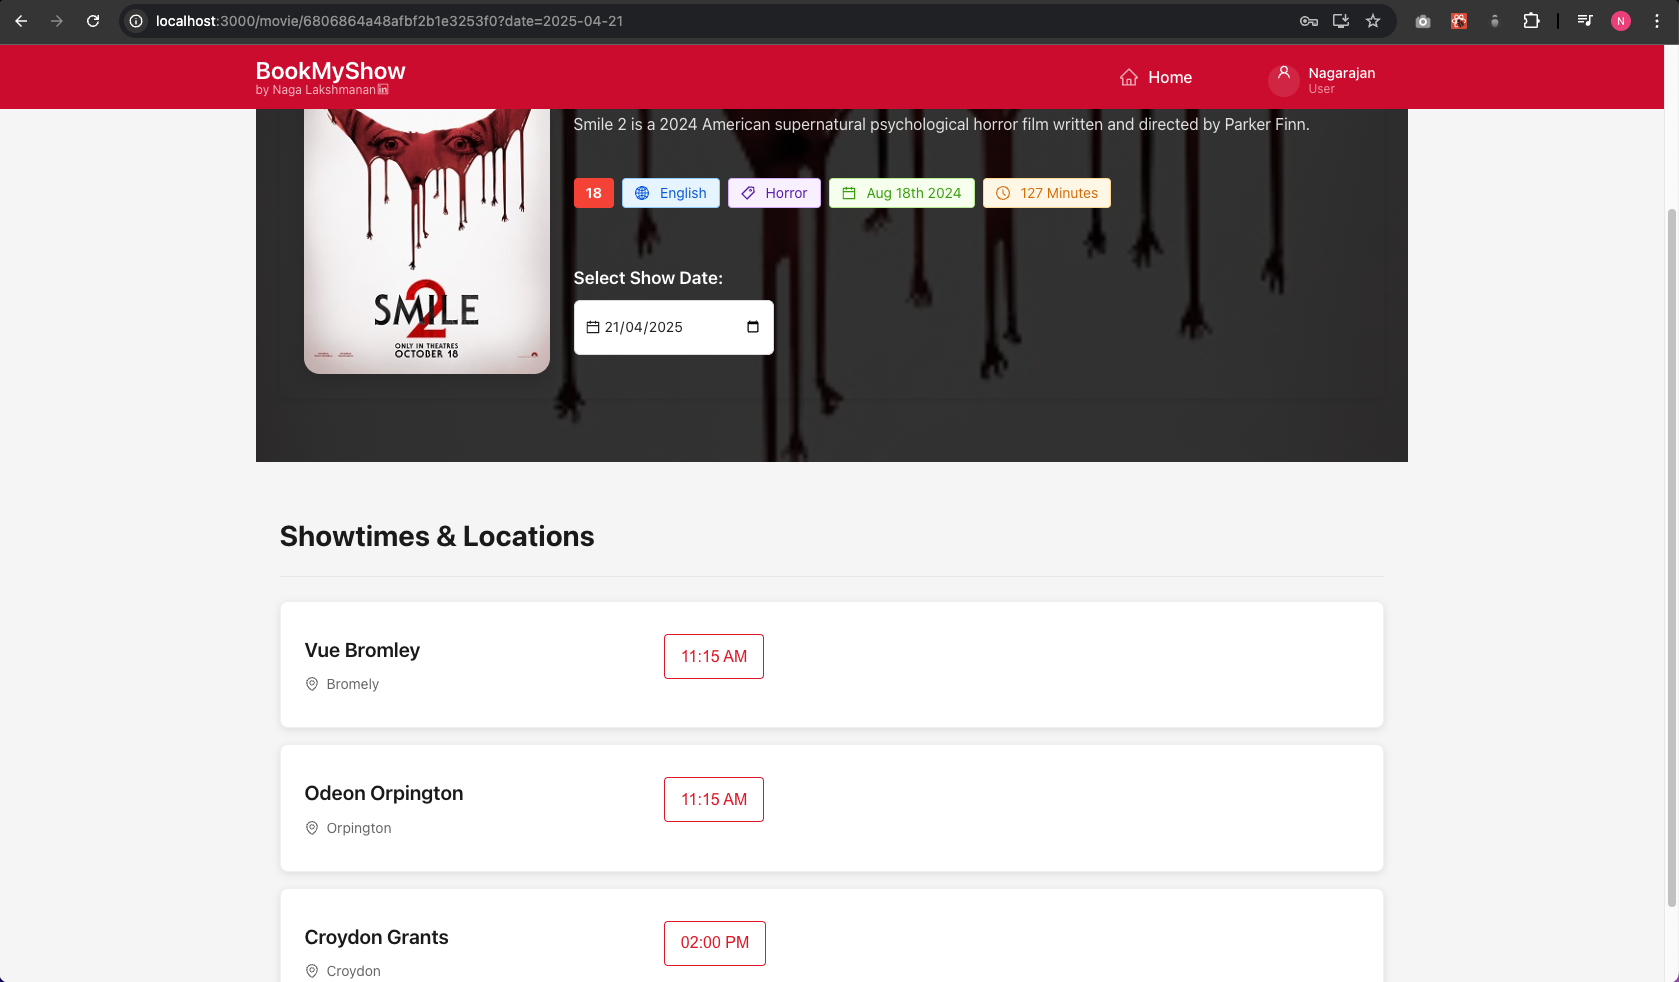 localhost:3000/movie/6806864a48afbf2b1e3253f0?date=2025-04-21
N
BookMyShow
by Naga Lakshmanan
Home
Nagarajan
User
Smile 2 is a 2024 American supernatural psychological horror film written and directed by Parker Finn.
18
English
Horror
Aug 18th 2024
127 Minutes
Select Show Date:
21/04/2025
SMILE
2
ONLY IN THEATRES
OCTOBER 18
Showtimes & Locations
Vue Bromley
11:15 AM
Bromely
Odeon Orpington
11:15 AM
Orpington
Croydon Grants
02:00 PM
Croydon